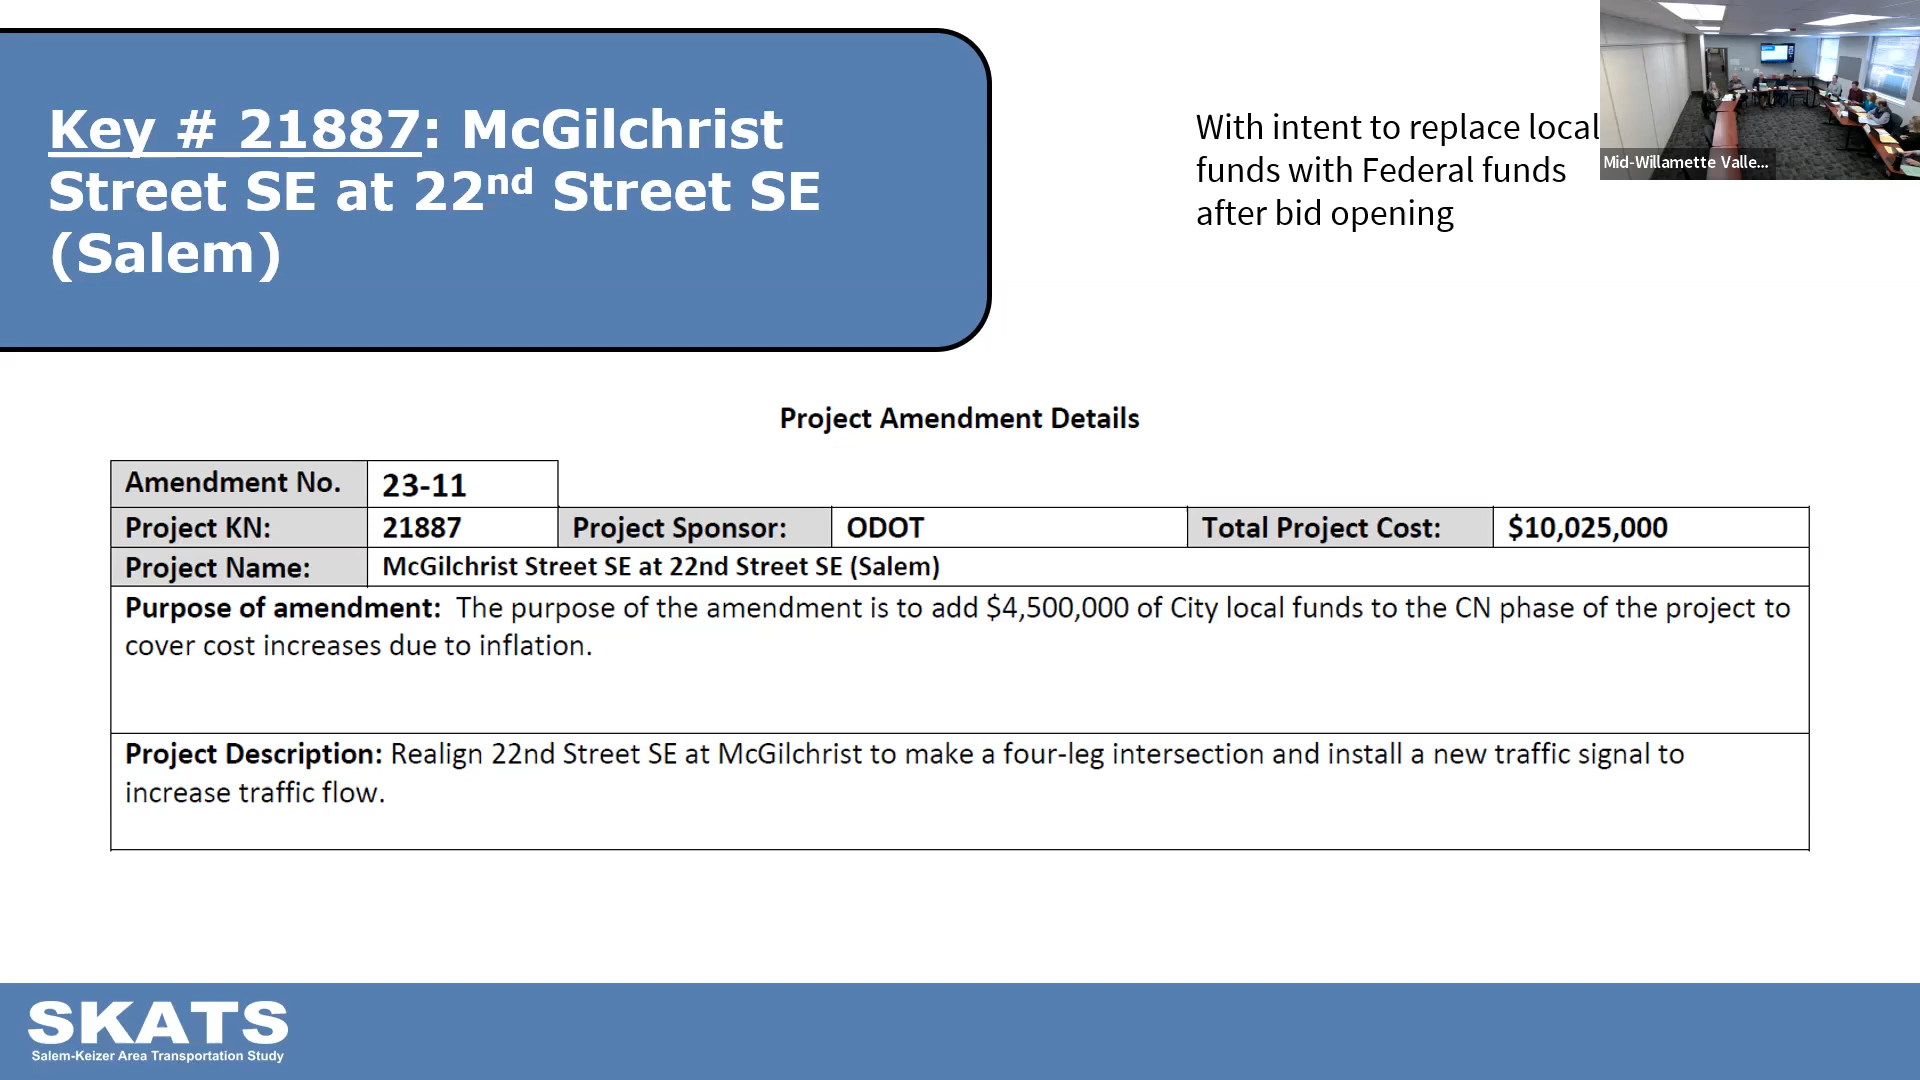 Key # 21887: McGilchrist
Street SE at 22nd Street SE
(Salem)
With intent to replace local
funds with Federal funds
after bid opening
Mid-Willamette Valle...
Project Amendment Details
Amendment No. 23-11
Project KN: 21887 Project Sponsor: ODOT Total Project Cost: $10,025,000
Project Name: McGilchrist Street SE at 22nd Street SE (Salem)
Purpose of amendment: The purpose of the amendment is to add $4,500,000 of City local funds to the CN phase of the project to
cover cost increases due to inflation.
Project Description: Realign 22nd Street SE at McGilchrist to make a four-leg intersection and install a new traffic signal to
increase traffic flow.
SKATS
Salem-Keizer Area Transportation Study